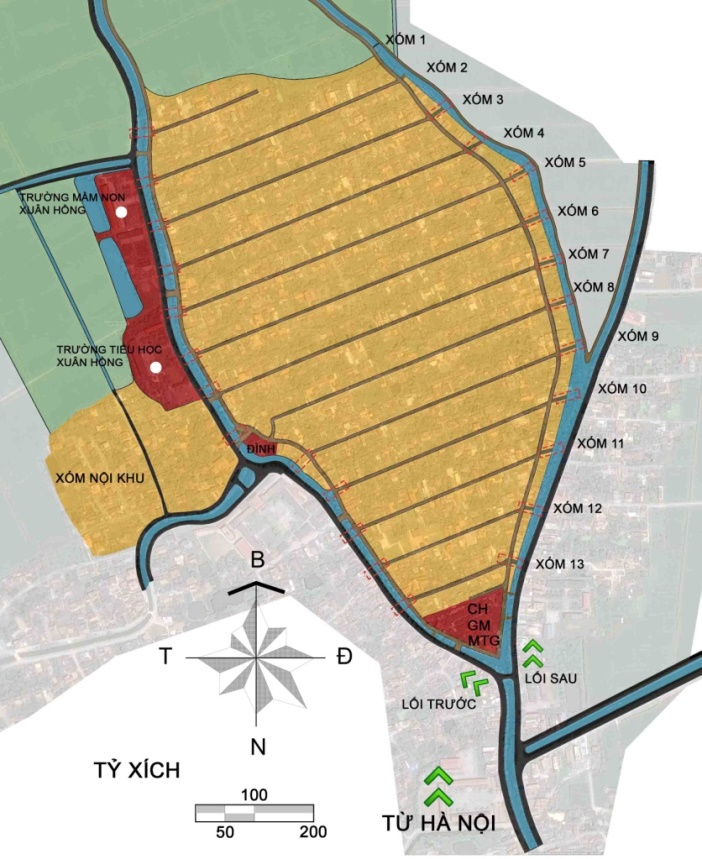 XÓM 1
XÓM 2
XÓM 3
XÓM 4
XÓM 5
TRƯỜNG MẦM NON
XUÂN HỒNG
XÓM 6
XÓM 7
XÓM 8
XÓM 9
TRƯỜNG TIỂU HỌC
XUÂN HỒNG
XÓM 10
XÓM 11
ĐÌNH
XÓM NỘI KHU
XÓM 12
XÓM 13
B
CH
GM
MTG
T
Đ
LỐI SAU
LỐI TRƯỚC
N
TỶ XÍCH
100
50
200
TỪ HÀ NỘI